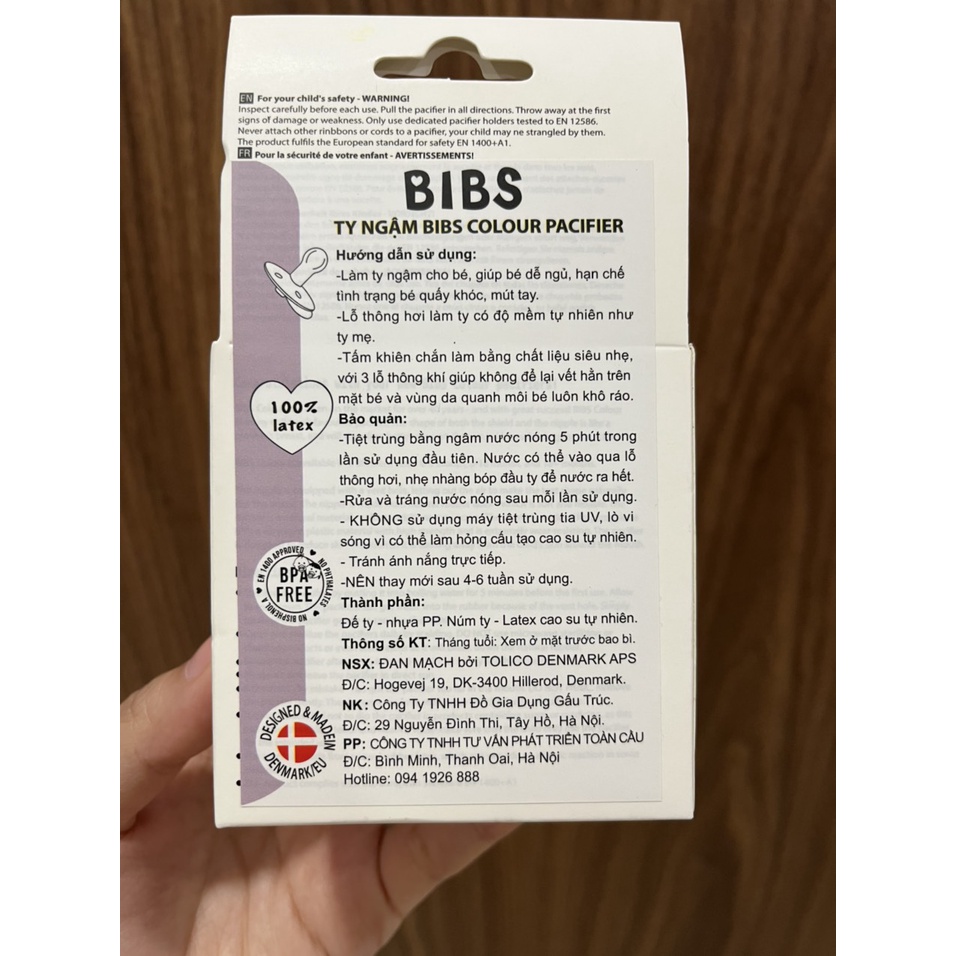 EN For your child's safety - WARNING!
Inspect carefully before each use. Pull the pacifier in all directions. Throw away at the first
signs of damage or weakness. Only use dedicated pacifier holders tested to EN 12586.
Never attach other rinbbons or cords to a pacifier, your child may ne strangled by them.
The product fulfils the European standard for safety EN 1400+A1.
FR Pour la sécurité de votre enfant - AVERTISSEMENTS!
BIBS
TY NGẬM BIBS COLOUR PACIFIER
Hướng dẫn sử dụng:
-Làm ty ngậm cho bé, giúp bé dễ ngủ, hạn chế
tình trạng bé quấy khóc, mút tay.
-Lỗ thông hơi làm ty có độ mềm tự nhiên như
ty mẹ.
-Tấm khiên chắn làm bằng chất liệu siêu nhẹ,
với 3 lỗ thông khí giúp không để lại vết hằn trên
mặt bé và vùng da quanh môi bé luôn khô ráo.
100%
latex
Bảo quản:
-Tiệt trùng bằng ngâm nước nóng 5 phút trong
lần sử dụng đầu tiên. Nước có thể vào qua lỗ
thông hơi, nhẹ nhàng bóp đầu ty để nước ra hết.
-Rửa và tráng nước nóng sau mỗi lần sử dụng.
- KHÔNG sử dụng máy tiệt trùng tia UV, lò vi
sóng vì có thể làm hỏng cấu tạo cao su tự nhiên.
- Tránh ánh nắng trực tiếp.
-NÊN thay mới sau 4-6 tuần sử dụng.
EN 1400 APPROVED
NO PHTHALATES
NO BISPHENOL A
BPA
FREE
Thành phần:
Đế ty - nhựa PP. Núm ty - Latex cao su tự nhiên.
Thông số KT: Tháng tuổi: Xem ở mặt trước bao bì.
NSX: ĐAN MẠCH bởi TOLICO DENMARK APS
Đ/C: Hogevej 19, DK-3400 Hillerod, Denmark.
NK: Công Ty TNHH Đồ Gia Dụng Gấu Trúc.
Đ/C: 29 Nguyễn Đình Thi, Tây Hồ, Hà Nội.
PP: CÔNG TY TNHH TƯ VẤN PHÁT TRIỂN TOÀN CẦU
Đ/C: Bình Minh, Thanh Oai, Hà Nội
Hotline: 094 1926 888
DESIGNED & MADE IN
DENMARK/EU